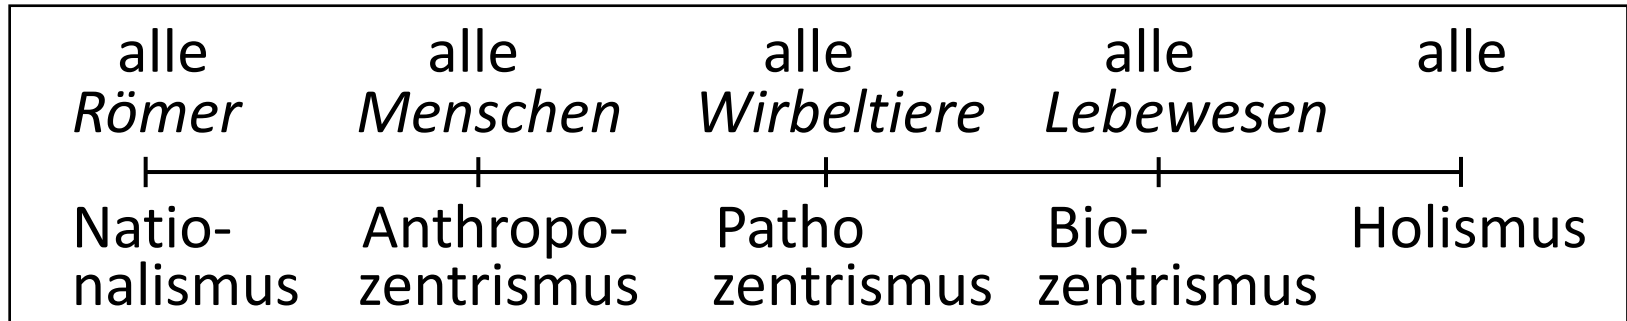 alle alle alle alle alle
Römer Menschen Wirbeltiere Lebewesen
Natio- Anthropo- Patho Bio- Holismus
nalismus zentrismus zentrismus zentrismus